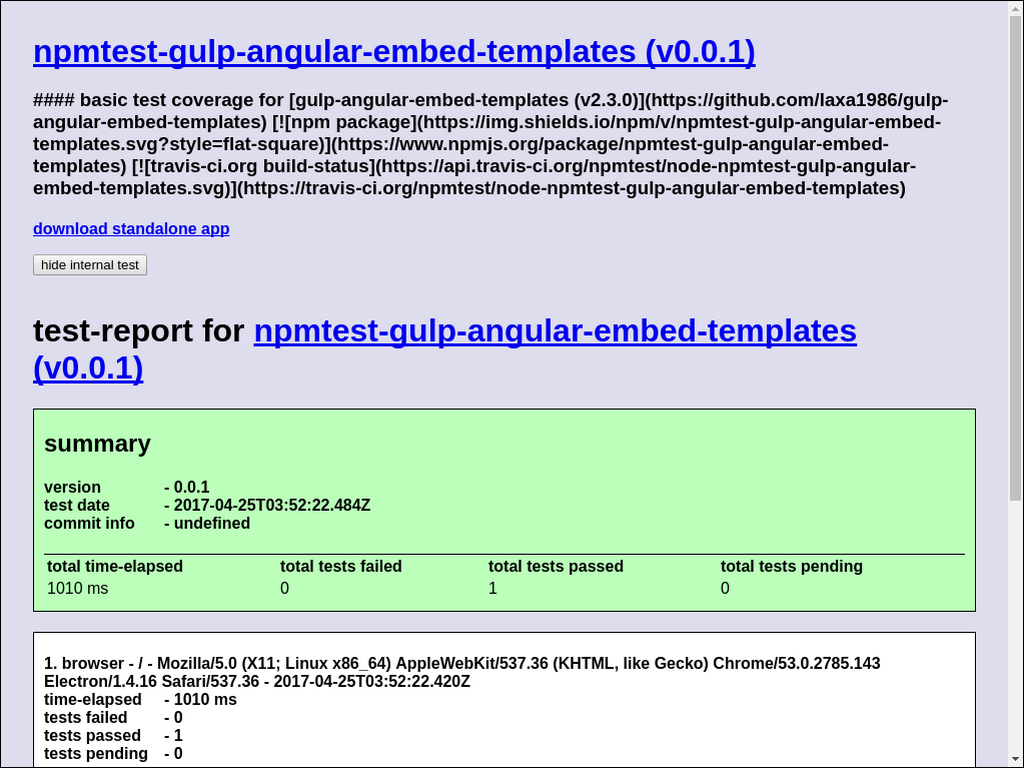 npmtest-gulp-angular-embed-templates (v0.0.1)
#### basic test coverage for [gulp-angular-embed-templates (v2.3.0)](https://github.com/laxa1986/gulp-
angular-embed-templates) [![npm package](https://img.shields.io/npm/v/npmtest-gulp-angular-embed-
templates.svg?style=flat-square)](https://www.npmjs.org/package/npmtest-gulp-angular-embed-
templates) [![travis-ci.org build-status](https://api.travis-ci.org/npmtest/node-npmtest-gulp-angular-
embed-templates.svg)](https://travis-ci.org/npmtest/node-npmtest-gulp-angular-embed-templates)
download standalone app
hide internal test
test-report for npmtest-gulp-angular-embed-templates
(v0.0.1)
summary
version - 0.0.1
test date - 2017-04-25T03:52:22.484Z
commit info - undefined
total time-elapsed total tests failed total tests passed total tests pending
1010 ms 0 1 0
1. browser - / - Mozilla/5.0 (X11; Linux x86_64) AppleWebKit/537.36 (KHTML, like Gecko) Chrome/53.0.2785.143
Electron/1.4.16 Safari/537.36 - 2017-04-25T03:52:22.420Z
time-elapsed - 1010 ms
tests failed - 0
tests passed - 1
tests pending - 0